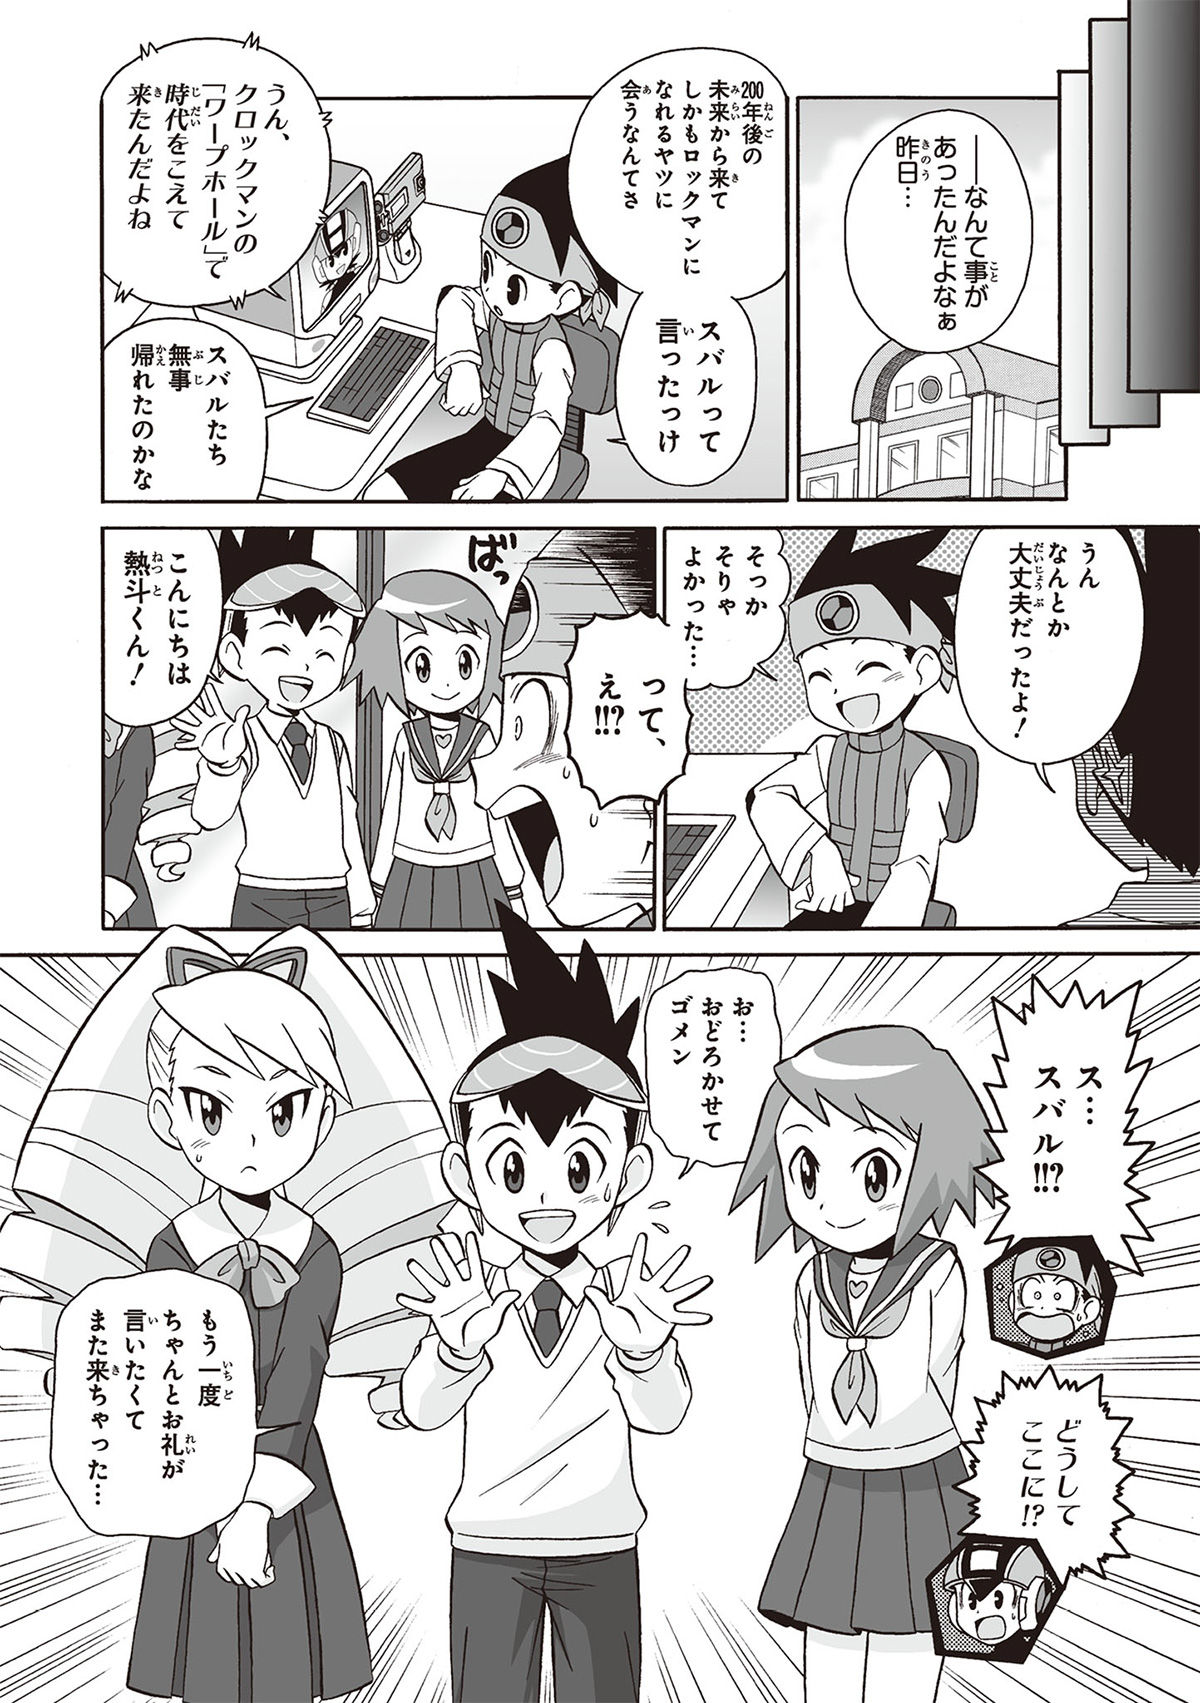 ──なんて事が
あったんだよなぁ
昨日…
200年後の
未来から来て
しかもロックマンに
なれるヤツに
会うなんてさ
スバルって
言ったっけ
うん、
クロックマンの
「ワープホール」で
時代をこえて
来たんだよね
スバルたち
無事
帰れたのかな
うん
なんとか
大丈夫だったよ!
そっか
そりゃ
よかった…
って、
え!!?
ばっ
こんにちは
熱斗くん!
ス…
スバル!!?
どうして
ここに!?
お…
おどろかせて
ゴメン
もう一度
ちゃんとお礼が
言いたくて
また来ちゃった…